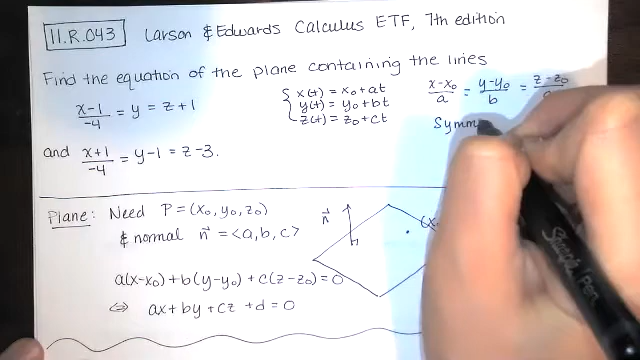 11.R.043 Larson & Edwards Calculus ETF, 7th edition
Find the equation of the plane containing the lines
x-1/-4 = y = z+1
x(t) = x₀+at
y(t) = y₀+bt
z(t) = z₀+ct
x-x₀/a = y-y₀/b = z-z₀
Symm
and x+1/-4 = y-1 = z-3.
Plane: Need P=(x₀, y₀, z₀)
& normal n⃗ = <a, b, c>
n⃗
a(x-x₀)+b(y-y₀)+c(z-z₀)=0
⇔ ax+by+cz+d=0
Sharpie Pen